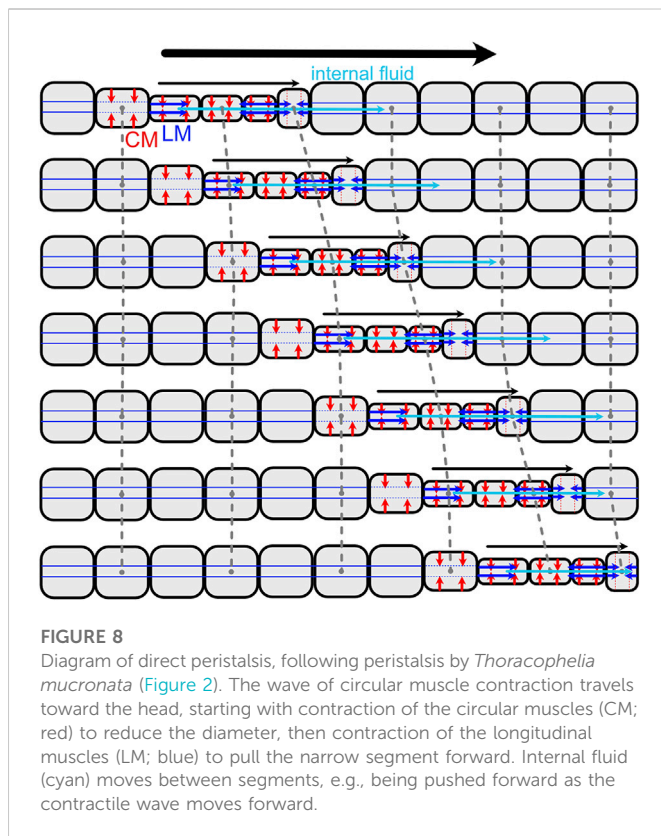 internal fluid
CM LM
FIGURE 8
Diagram of direct peristalsis, following peristalsis by Thoracophelia
mucronata (Figure 2). The wave of circular muscle contraction travels
toward the head, starting with contraction of the circular muscles (CM;
red) to reduce the diameter, then contraction of the longitudinal
muscles (LM; blue) to pull the narrow segment forward. Internal fluid
(cyan) moves between segments, e.g., being pushed forward as the
contractile wave moves forward.